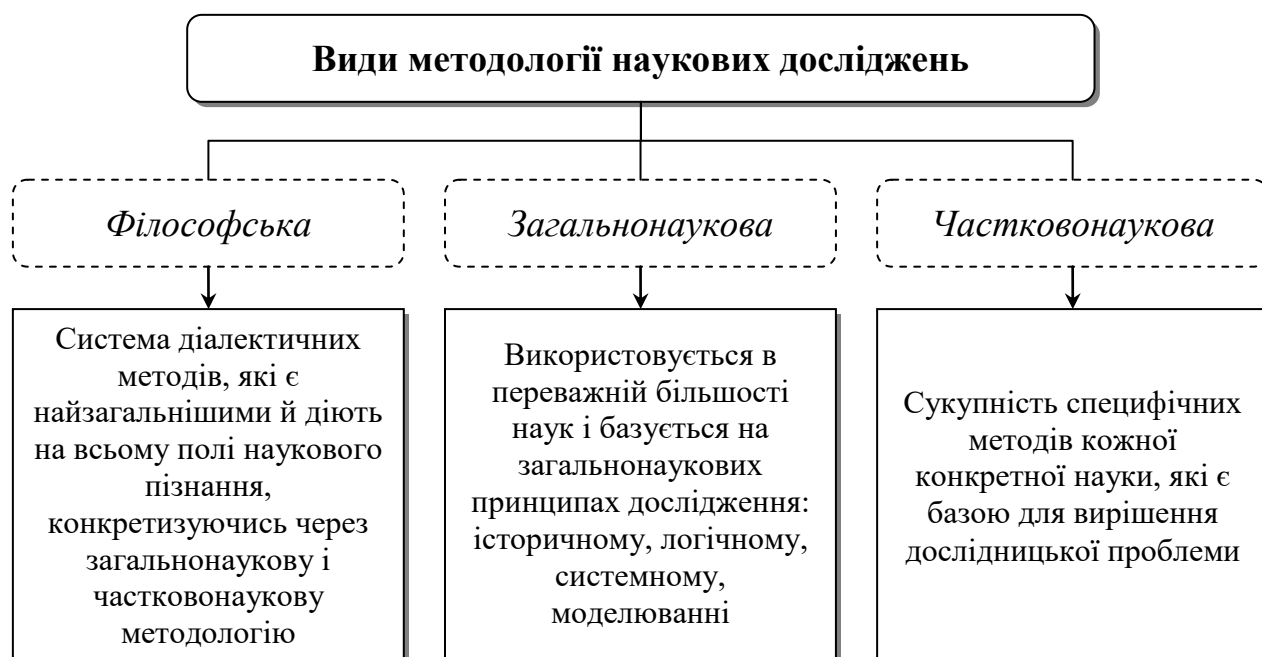 Види методології наукових досліджень
Філософська
Загальнонаукова
Частковонаукова
Система діалектичних
методів, які є
найзагальнішими й діють
на всьому полі наукового
пізнання,
конкретизуючись через
загальнонаукову і
частковонаукову
методологію
Використовується в
переважній більшості
наук і базується на
загальнонаукових
принципах дослідження:
історичному, логічному,
системному,
моделюванні
Сукупність специфічних
методів кожної
конкретної науки, які є
базою для вирішення
дослідницької проблеми